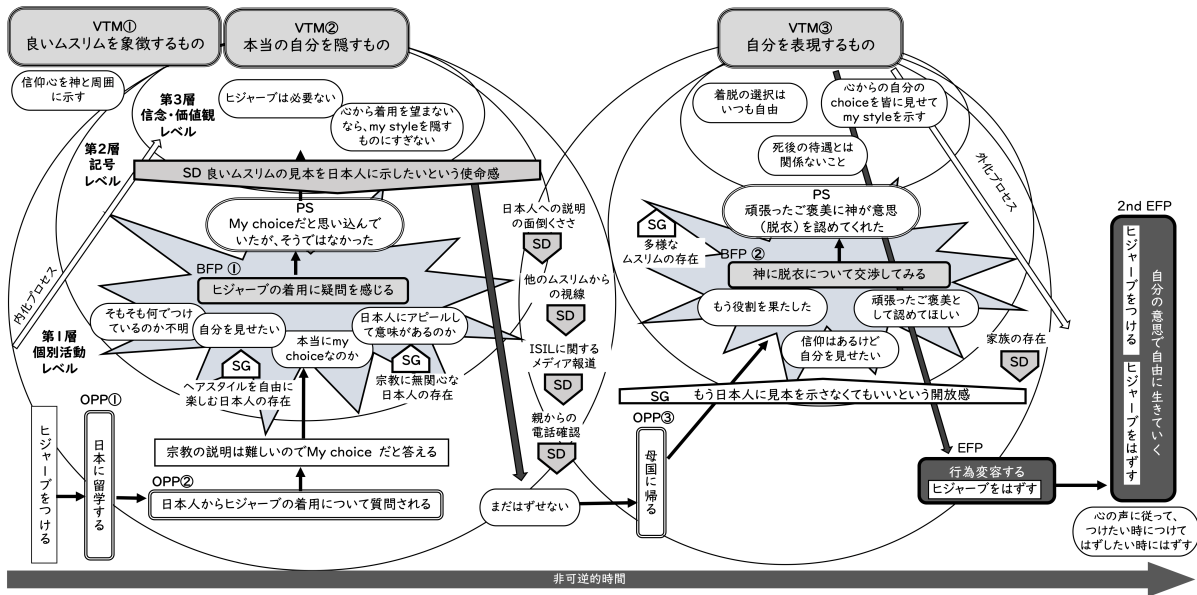 VTM①
良いムスリムを象徴するもの
VTM②
本当の自分を隠すもの
VTM③
自分を表現するもの
信仰心を神と周囲
に示す
第3層
信念・価値観
レベル
ヒジャーブは必要ない
心から着用を望まない
なら、my styleを隠す
ものにすぎない
第2層
記号
レベル
SD 良いムスリムの見本を日本人に示したいという使命感
PS
My choiceだと思い込んで
いたが、そうではなかった
BFP ①
ヒジャーブの着用に疑問を感じる
そもそも何でつけ
ているのか不明
自分を見せたい
本当にmy
choiceなのか
日本人にアピールし
て意味があるのか
SG
ヘアスタイルを自由に
楽しむ日本人の存在
SG
宗教に無関心な
日本人の存在
内化プロセス
第1層
個別活動
レベル
ヒジャーブをつける
OPP①
日本に留学する
宗教の説明は難しいのでMy choice だと答える
OPP②
日本人からヒジャーブの着用について質問される
日本人への説明
の面倒くささ
SD
他のムスリムから
の視線
SD
ISILに関する
メディア報道
SD
親からの
電話確認
SD
まだはずせない
着脱の選択は
いつも自由
心からの自分の
choiceを皆に見せて
my styleを示す
死後の待遇とは
関係ないこと
外化プロセス
PS
頑張ったご褒美に神が意思
(脱衣)を認めてくれた
SG
多様な
ムスリムの存在
BFP ②
神に脱衣について交渉してみる
もう役割を果たした
頑張ったご褒美と
して認めてほしい
信仰はあるけど
自分を見せたい
家族の存在
SD
SG もう日本人に見本を示さなくてもいいという開放感
OPP③
母国に帰る
EFP
行為変容する
ヒジャーブをはずす
2nd EFP
自分の意思で自由に生きていく
ヒジャーブをつける
ヒジャーブをはずす
心の声に従って、
つけたい時につけて
はずしたい時にはずす
非可逆的時間